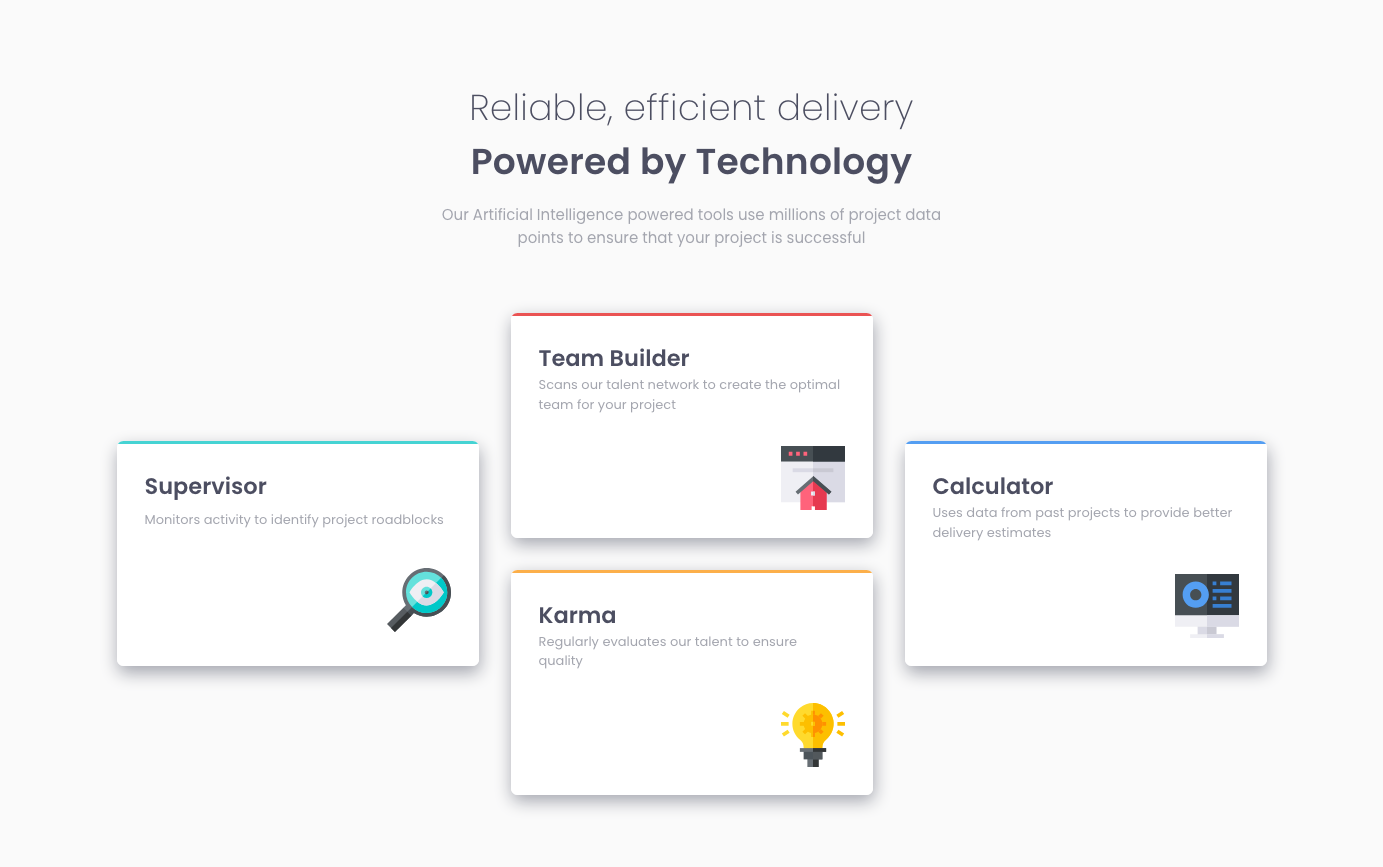 Reliable, efficient delivery
Powered by Technology
Our Artificial Intelligence powered tools use millions of project data
points to ensure that your project is successful
Supervisor
Monitors activity to identify project roadblocks
Team Builder
Scans our talent network to create the optimal
team for your project
Karma
Regularly evaluates our talent to ensure
quality
Calculator
Uses data from past projects to provide better
delivery estimates